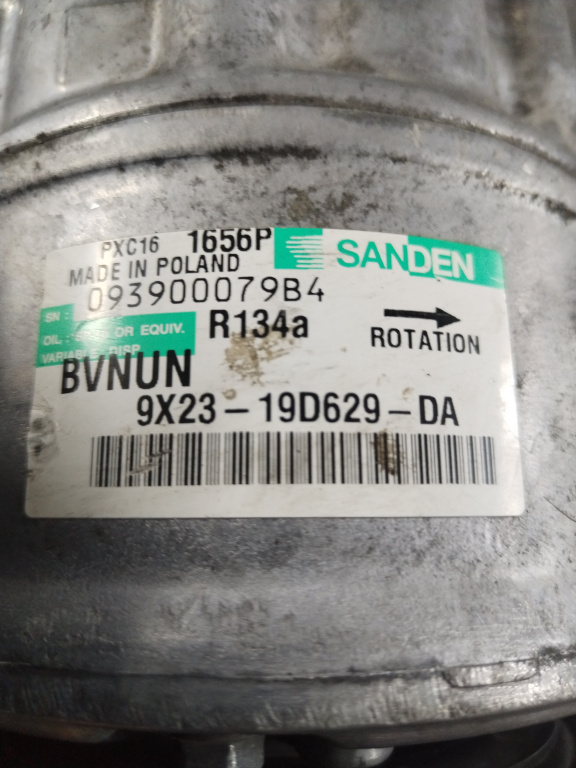 PXC16 1656P SANDEN
MADE IN POLAND
SN : 093900079B4
OIL : OR EQUIV. R134a ROTATION
VARIABLE DISP
BVNUN
9X23-19D629-DA